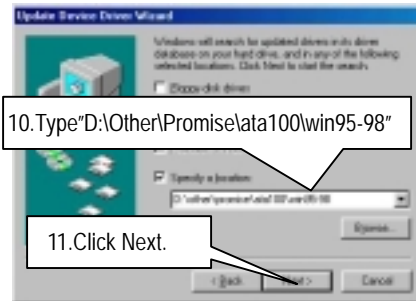 Update Device Driver Wizard
Windows will search for updated drivers in its driver
database on your hard drive, and in any of the following
selected locations. Click Next to start the search.
Floppy disk drives
10.Type"D:\Other\Promise\ata100\win95-98"
Specify a location:
D:\other\promise\ata100\win95-98
Browse...
11.Click Next.
< Back
Next >
Cancel